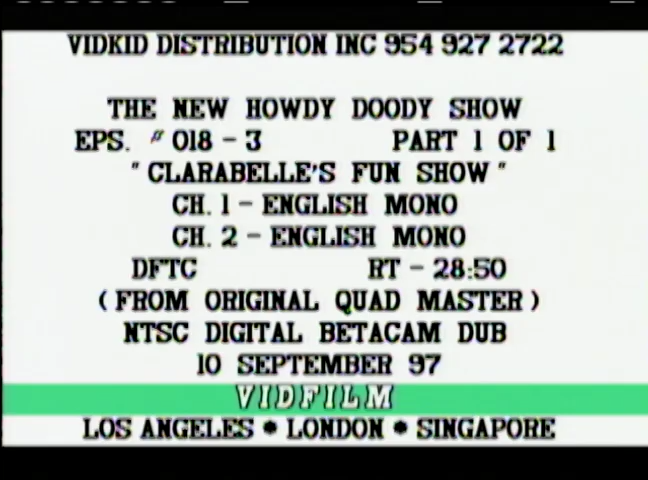 VIDKID DISTRIBUTION INC 954 927 2722
THE NEW HOWDY DOODY SHOW
EPS. " 018 - 3 PART 1 OF 1
"CLARABELLE'S FUN SHOW"
CH. 1 - ENGLISH MONO
CH. 2 - ENGLISH MONO
DFTC RT - 28:50
(FROM ORIGINAL QUAD MASTER)
NTSC DIGITAL BETACAM DUB
10 SEPTEMBER 97
VIDFILM
LOS ANGELES • LONDON • SINGAPORE